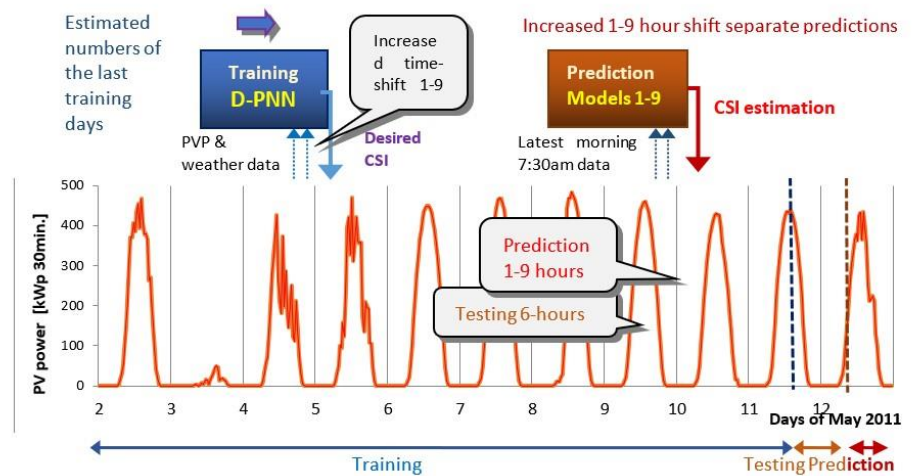 Estimated
numbers of
the last
training
days
Training
D-PNN
PVP &
weather data
Increase
d time-
shift 1-9
Desired
CSI
Increased 1-9 hour shift separate predictions
Prediction
Models 1-9
CSI estimation
Latest morning
7:30am data
PV power [kWp 30min.]
500
400
300
200
100
0
Prediction
1-9 hours
Testing 6-hours
2 3 4 5 6 7 8 9 10 11 12
Days of May 2011
Training
Testing Prediction